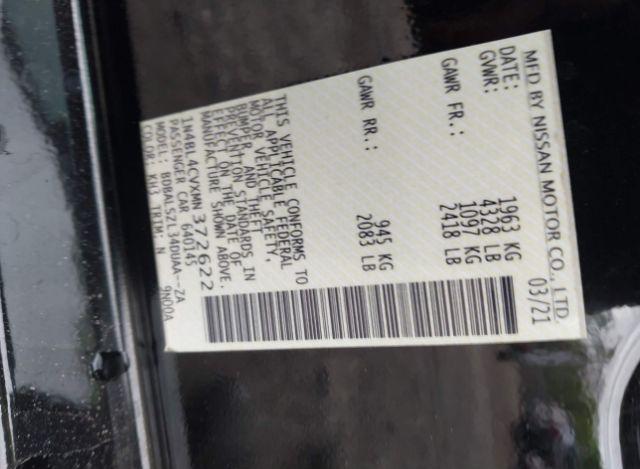 MFD BY NISSAN MOTOR CO., LTD.
DATE: 03/21
GVWR: 1963 KG
4328 LB
GAWR FR.: 1097 KG
2418 LB
GAWR RR.: 945 KG
2083 LB
THIS VEHICLE CONFORMS TO
ALL APPLICABLE FEDERAL
MOTOR VEHICLE SAFETY,
BUMPER, AND THEFT
PREVENTION STANDARDS IN
EFFECT ON THE DATE OF
MANUFACTURE SHOWN ABOVE.
1N4BL4CVXMN372622
PASSENGER CAR 640145
MODEL: BDBALSZL34DUAA--ZA
COLOR: KH3 TRIM: N 9N00A